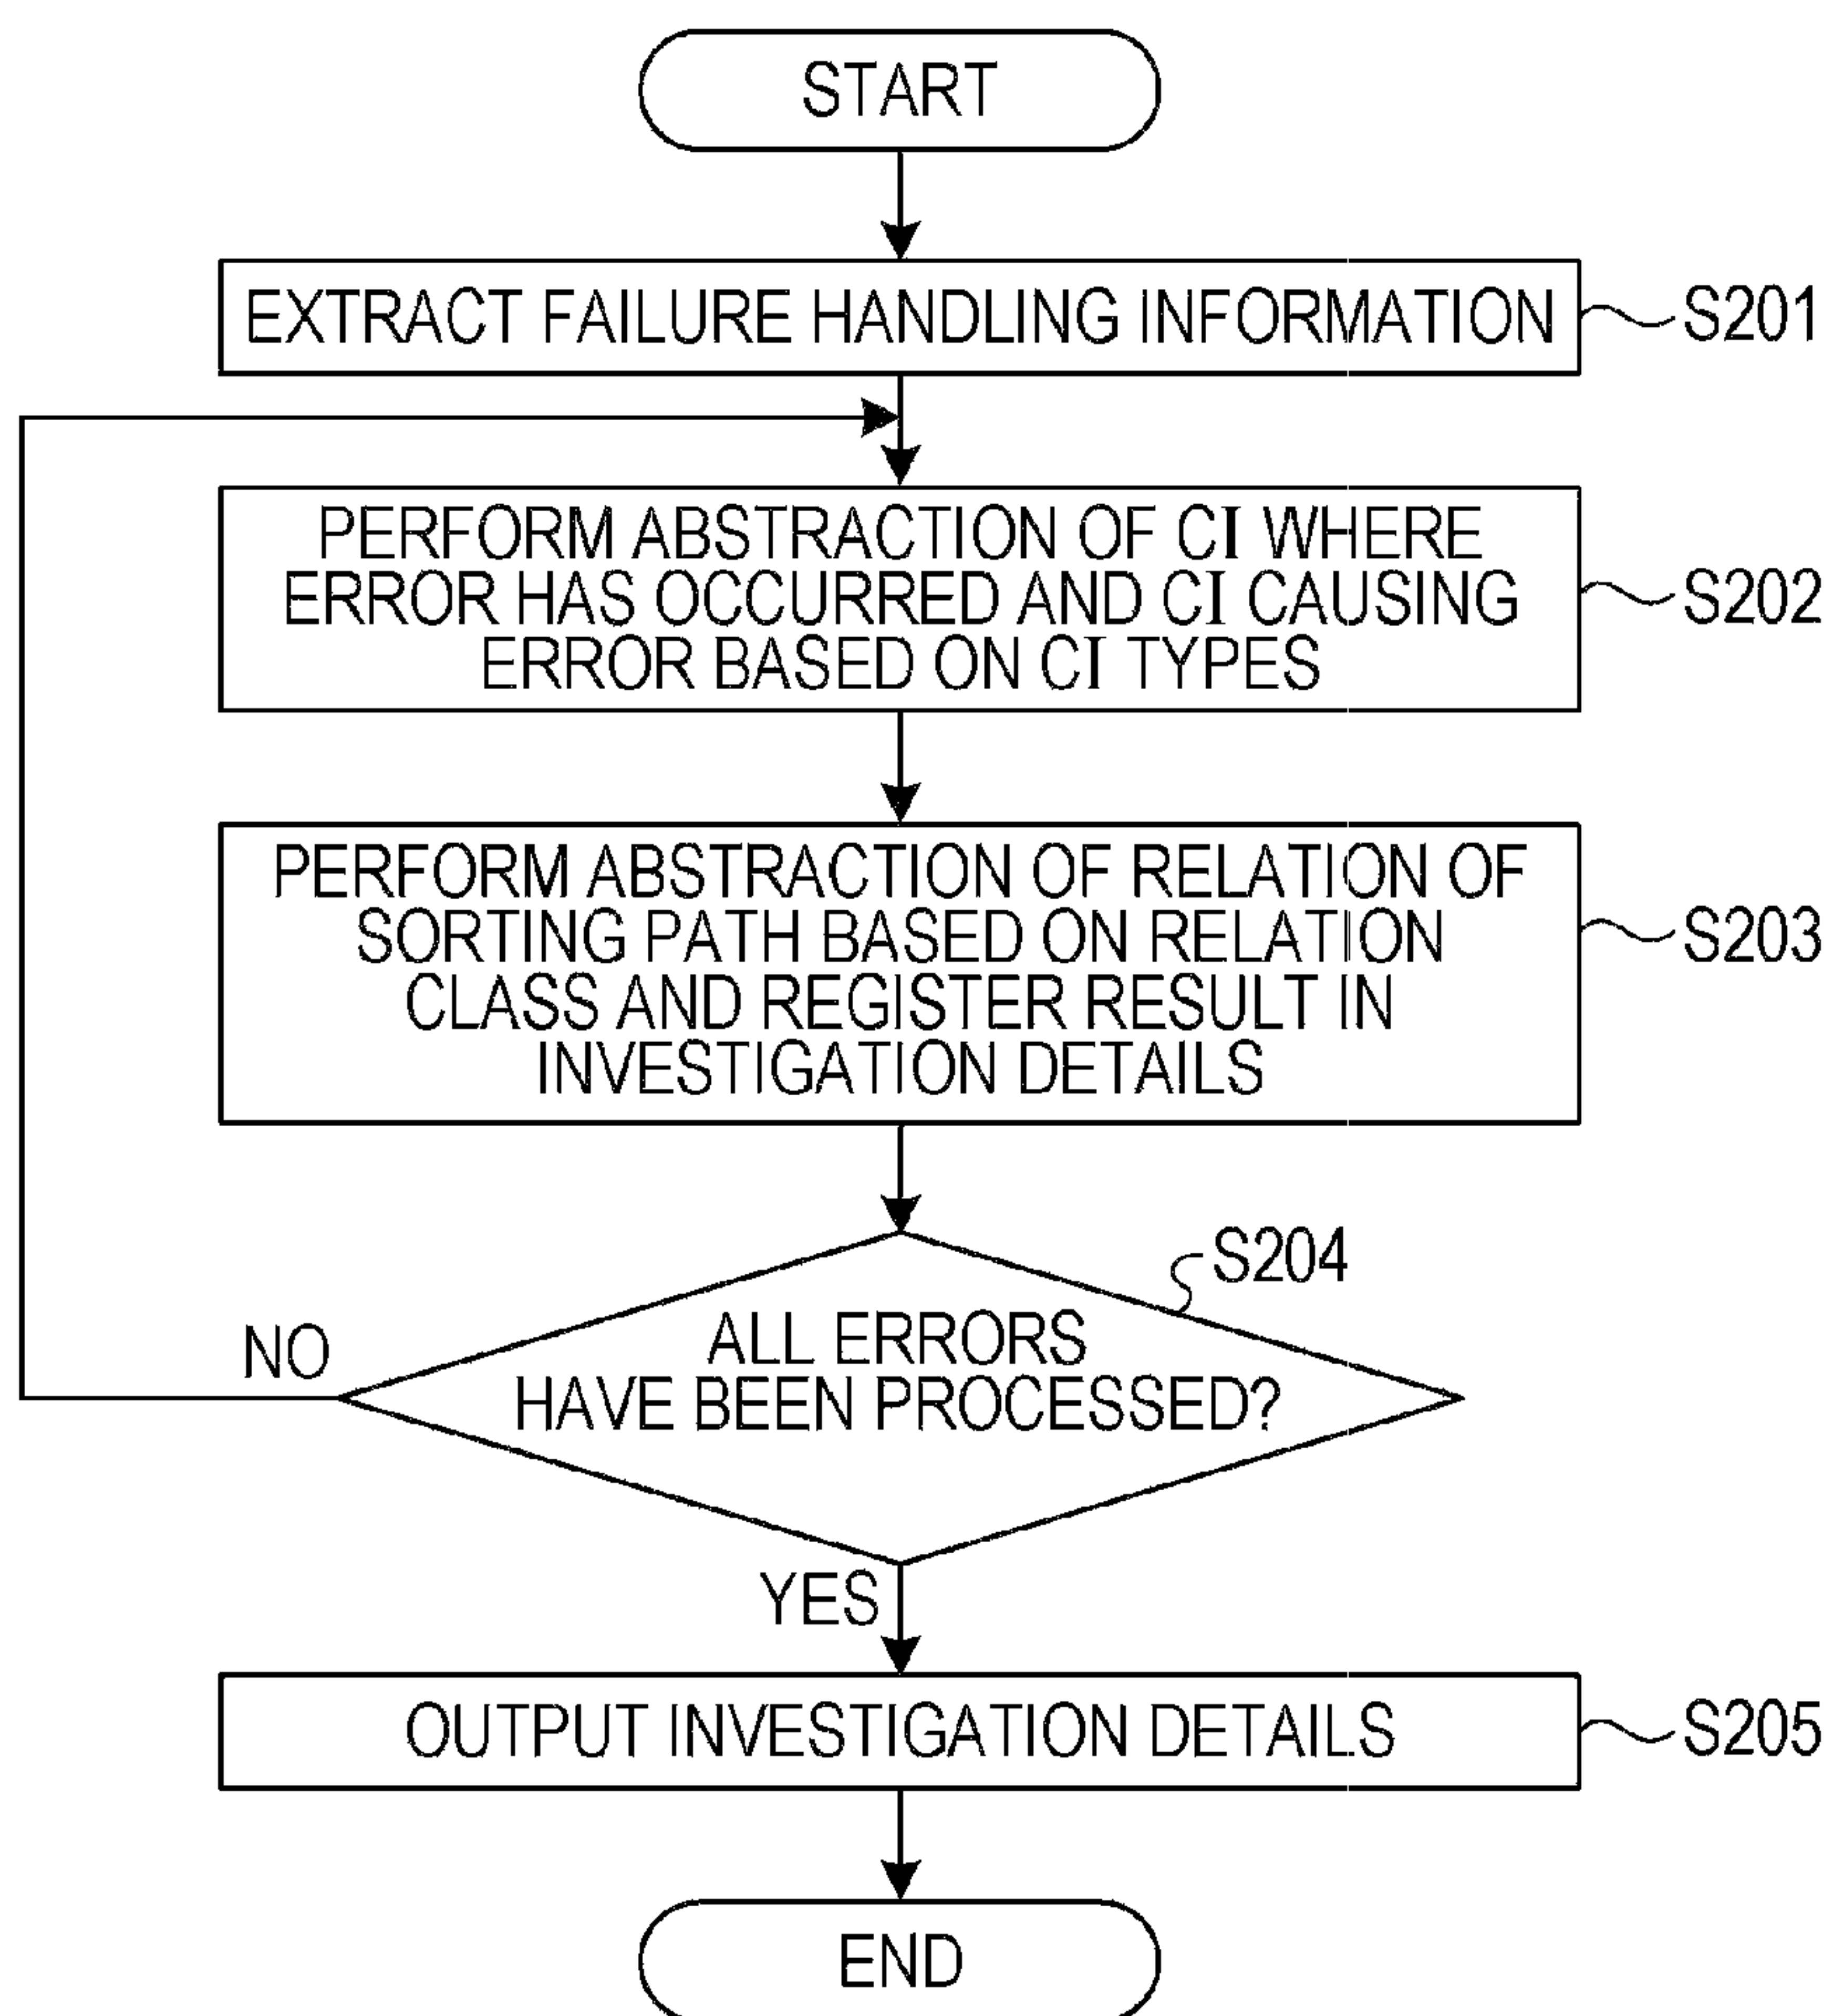 START
EXTRACT FAILURE HANDLING INFORMATION
S201
PERFORM ABSTRACTION OF CI WHERE
ERROR HAS OCCURRED AND CI CAUSING
ERROR BASED ON CI TYPES
S202
PERFORM ABSTRACTION OF RELATION OF
SORTING PATH BASED ON RELATION
CLASS AND REGISTER RESULT IN
INVESTIGATION DETAILS
S203
S204
ALL ERRORS
HAVE BEEN PROCESSED?
NO
YES
OUTPUT INVESTIGATION DETAILS
S205
END